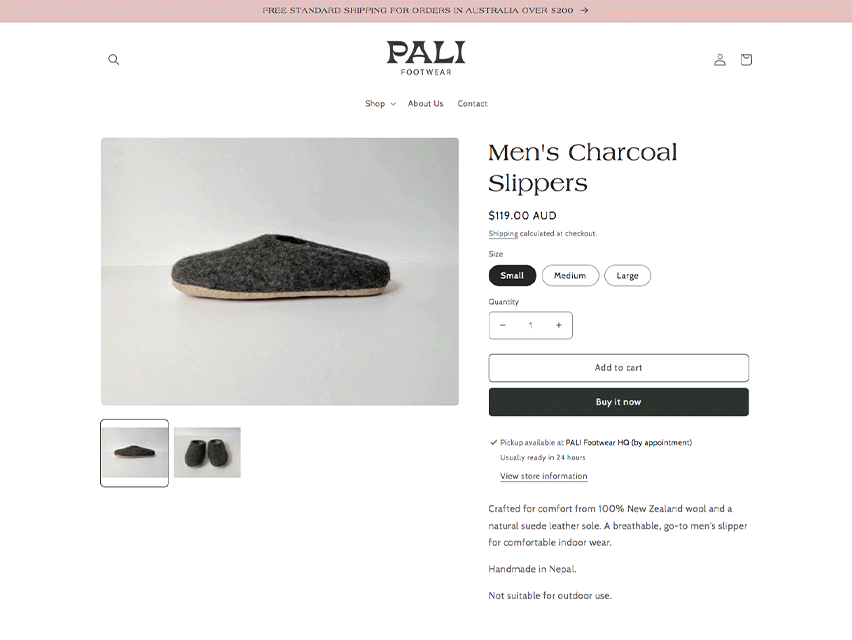 FREE STANDARD SHIPPING FOR ORDERS IN AUSTRALIA OVER $200 →
PALI
FOOTWEAR
Shop About Us Contact
Men's Charcoal
Slippers
$119.00 AUD
Shipping calculated at checkout.
Size
Small Medium Large
Quantity
− 1 +
Add to cart
Buy it now
Pickup available at PALI Footwear HQ (by appointment)
Usually ready in 24 hours
View store information
Crafted for comfort from 100% New Zealand wool and a
natural suede leather sole. A breathable, go-to men's slipper
for comfortable indoor wear.
Handmade in Nepal.
Not suitable for outdoor use.